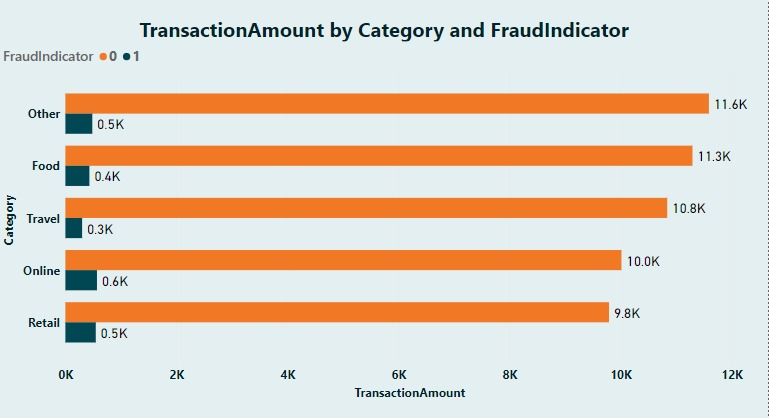 TransactionAmount by Category and FraudIndicator
FraudIndicator 0 1
Category
Other 11.6K
0.5K
Food 11.3K
0.4K
Travel 10.8K
0.3K
Online 10.0K
0.6K
Retail 9.8K
0.5K
0K 2K 4K 6K 8K 10K 12K
TransactionAmount